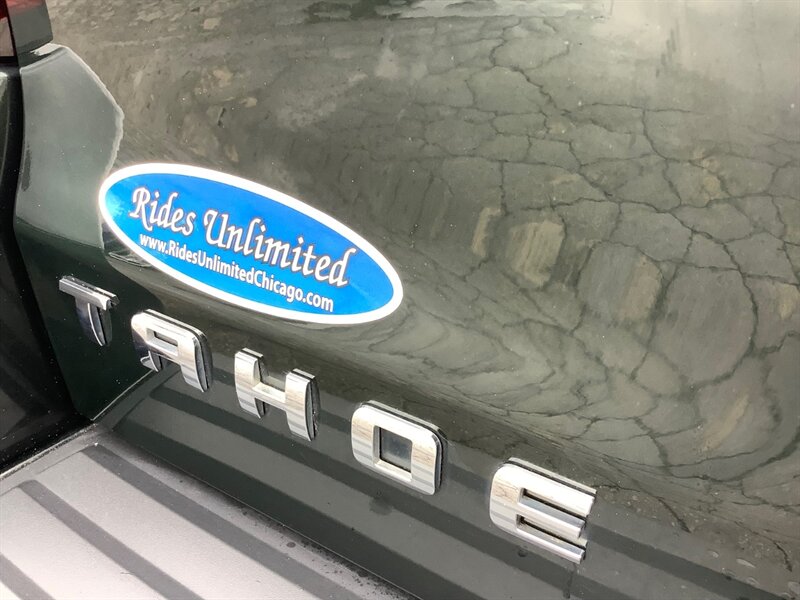 Rides Unlimited
www.RidesUnlimitedChicago.com
TAHOE